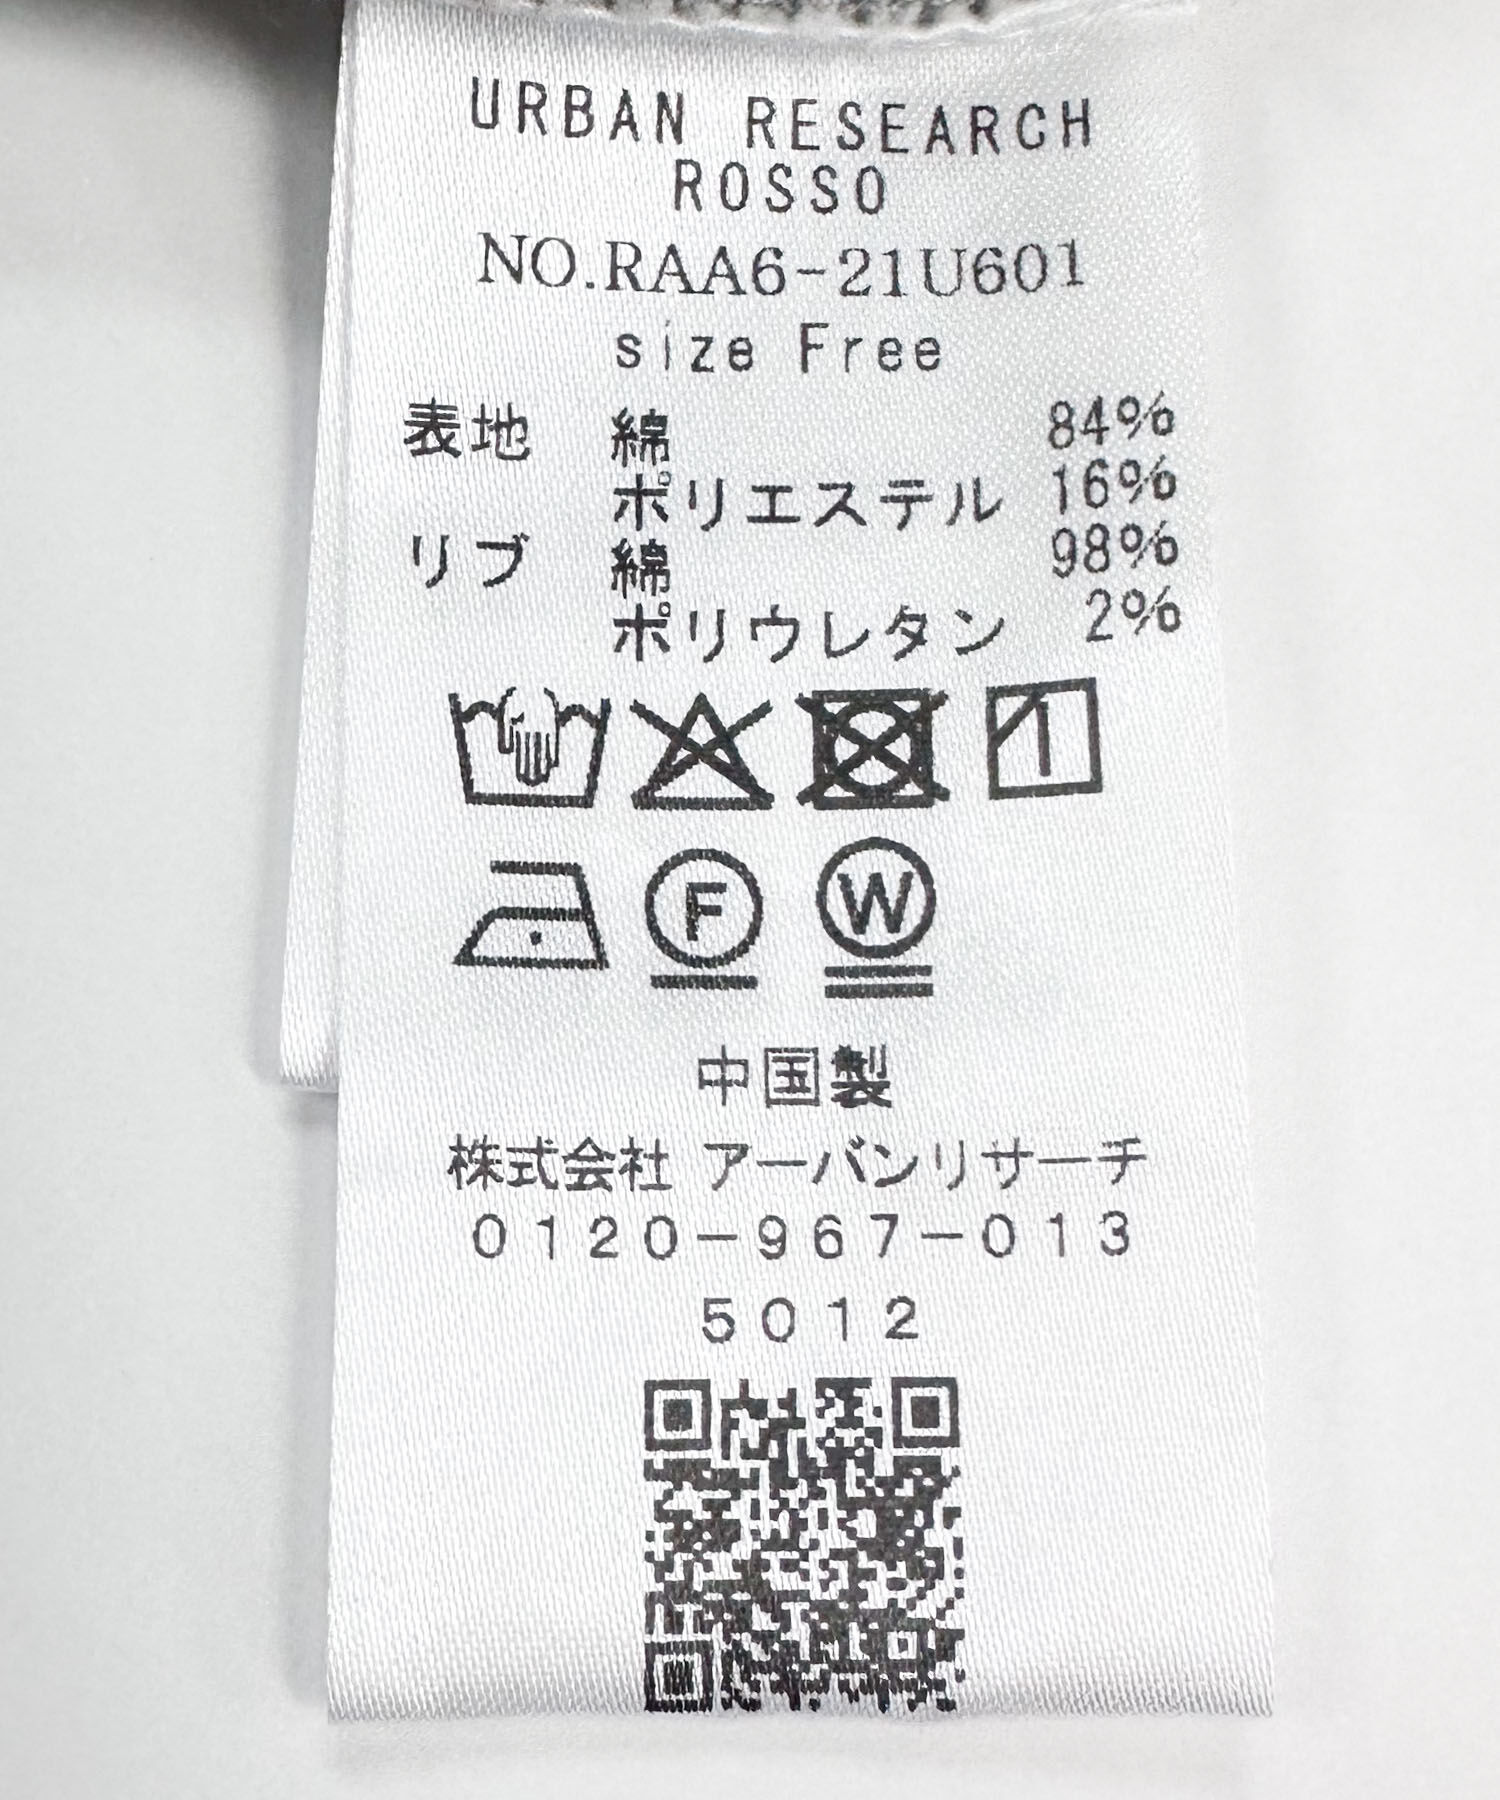 URBAN RESEARCH
ROSSO
NO.RAA6-21U601
size Free
表地 綿 84%
ポリエステル 16%
リブ 綿 98%
ポリウレタン 2%
F W
中国製
株式会社 アーバンリサーチ
0120-967-013
5012